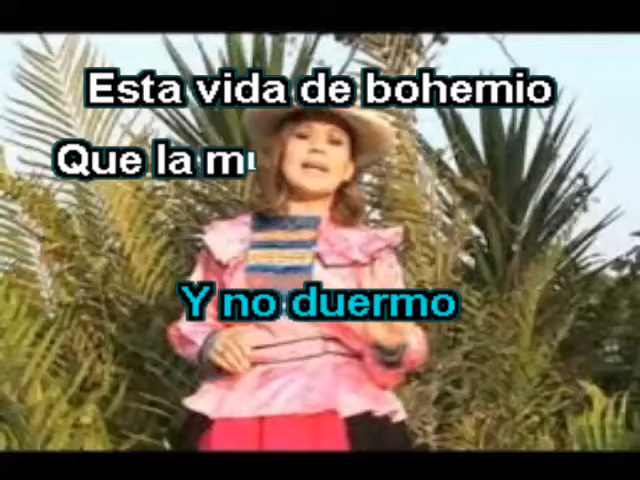 Esta vida de bohemio
Que la m
Y no duermo